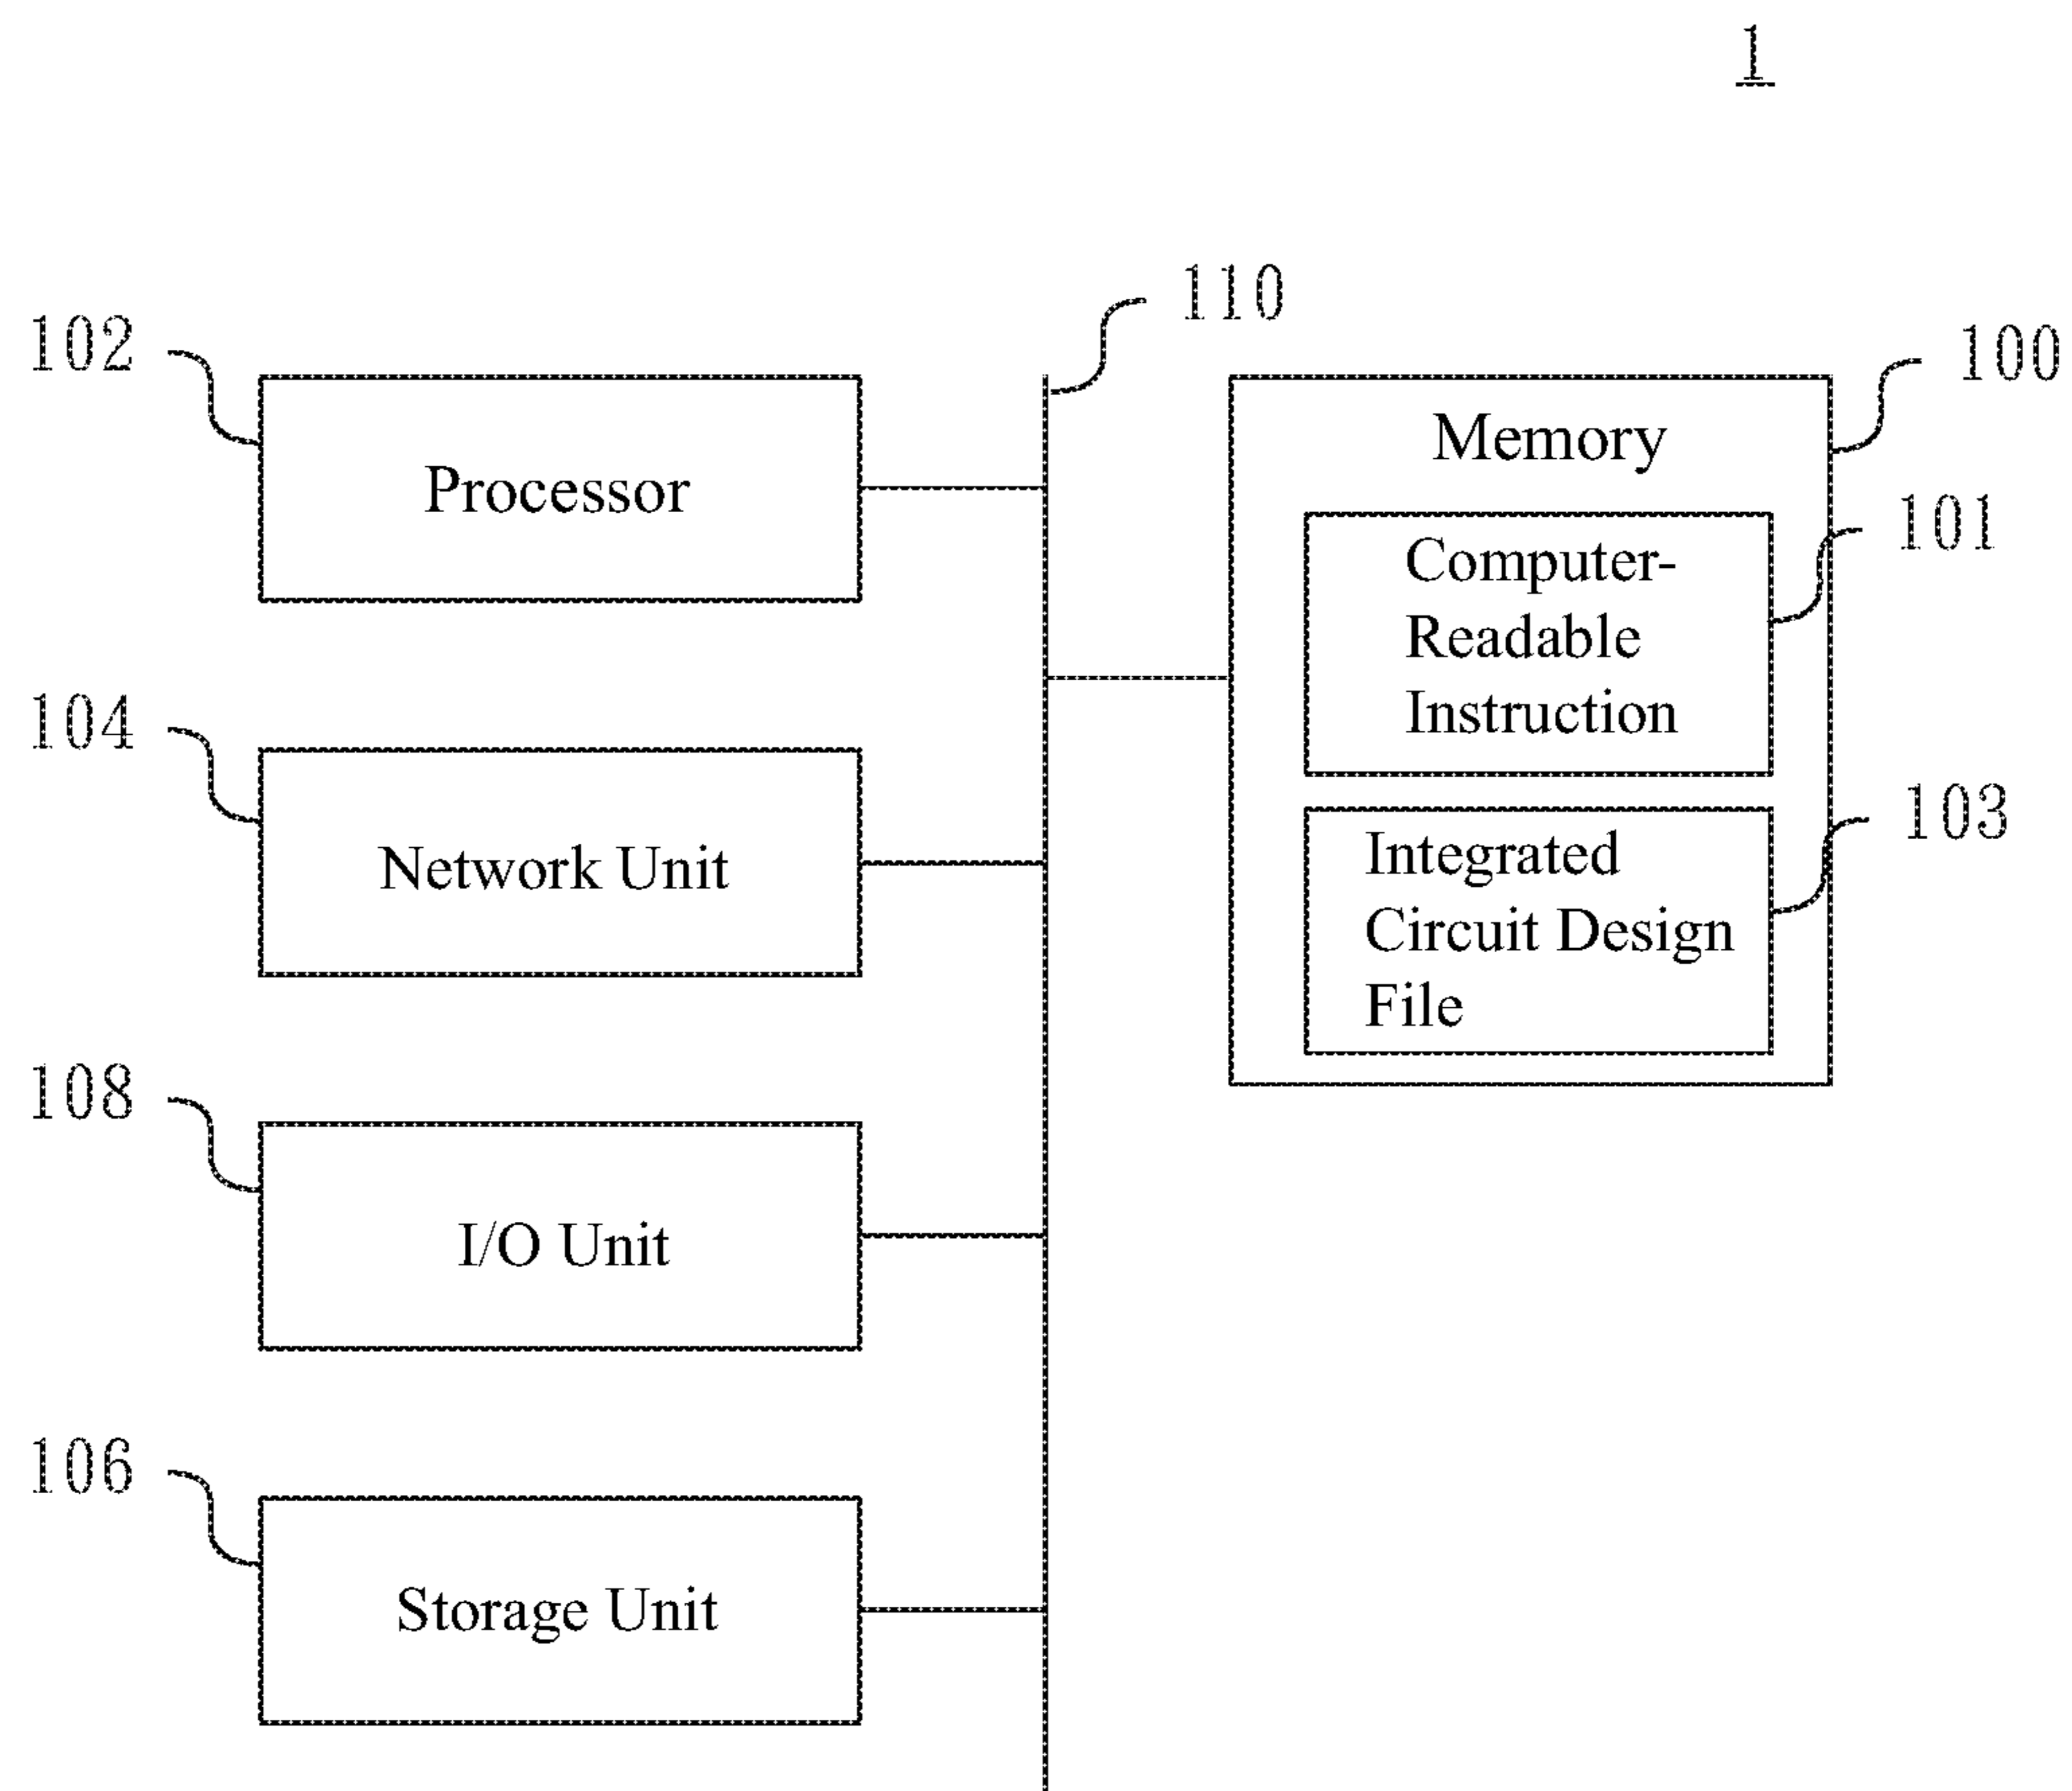 1
110
102
100
Memory
Processor
101
Computer-
Readable
Instruction
104
103
Integrated
Circuit Design
File
Network Unit
108
I/O Unit
106
Storage Unit